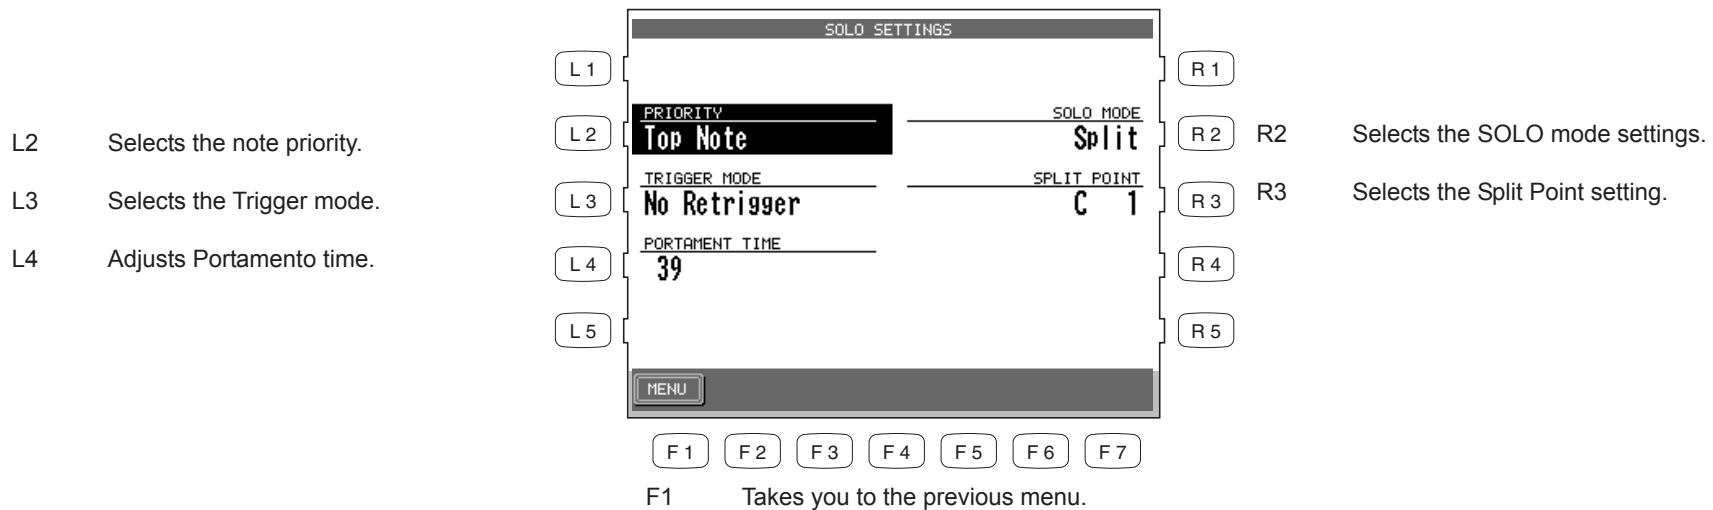 SOLO SETTINGS
L 1
R 1
L2 Selects the note priority.
L 2
PRIORITY
Top Note
SOLO MODE
Split
R 2
R2 Selects the SOLO mode settings.
L3 Selects the Trigger mode.
L 3
TRIGGER MODE
No Retrigger
SPLIT POINT
C 1
R 3
R3 Selects the Split Point setting.
L4 Adjusts Portamento time.
L 4
PORTAMENT TIME
39
R 4
L 5
R 5
MENU
F 1 F 2 F 3 F 4 F 5 F 6 F 7
F1 Takes you to the previous menu.